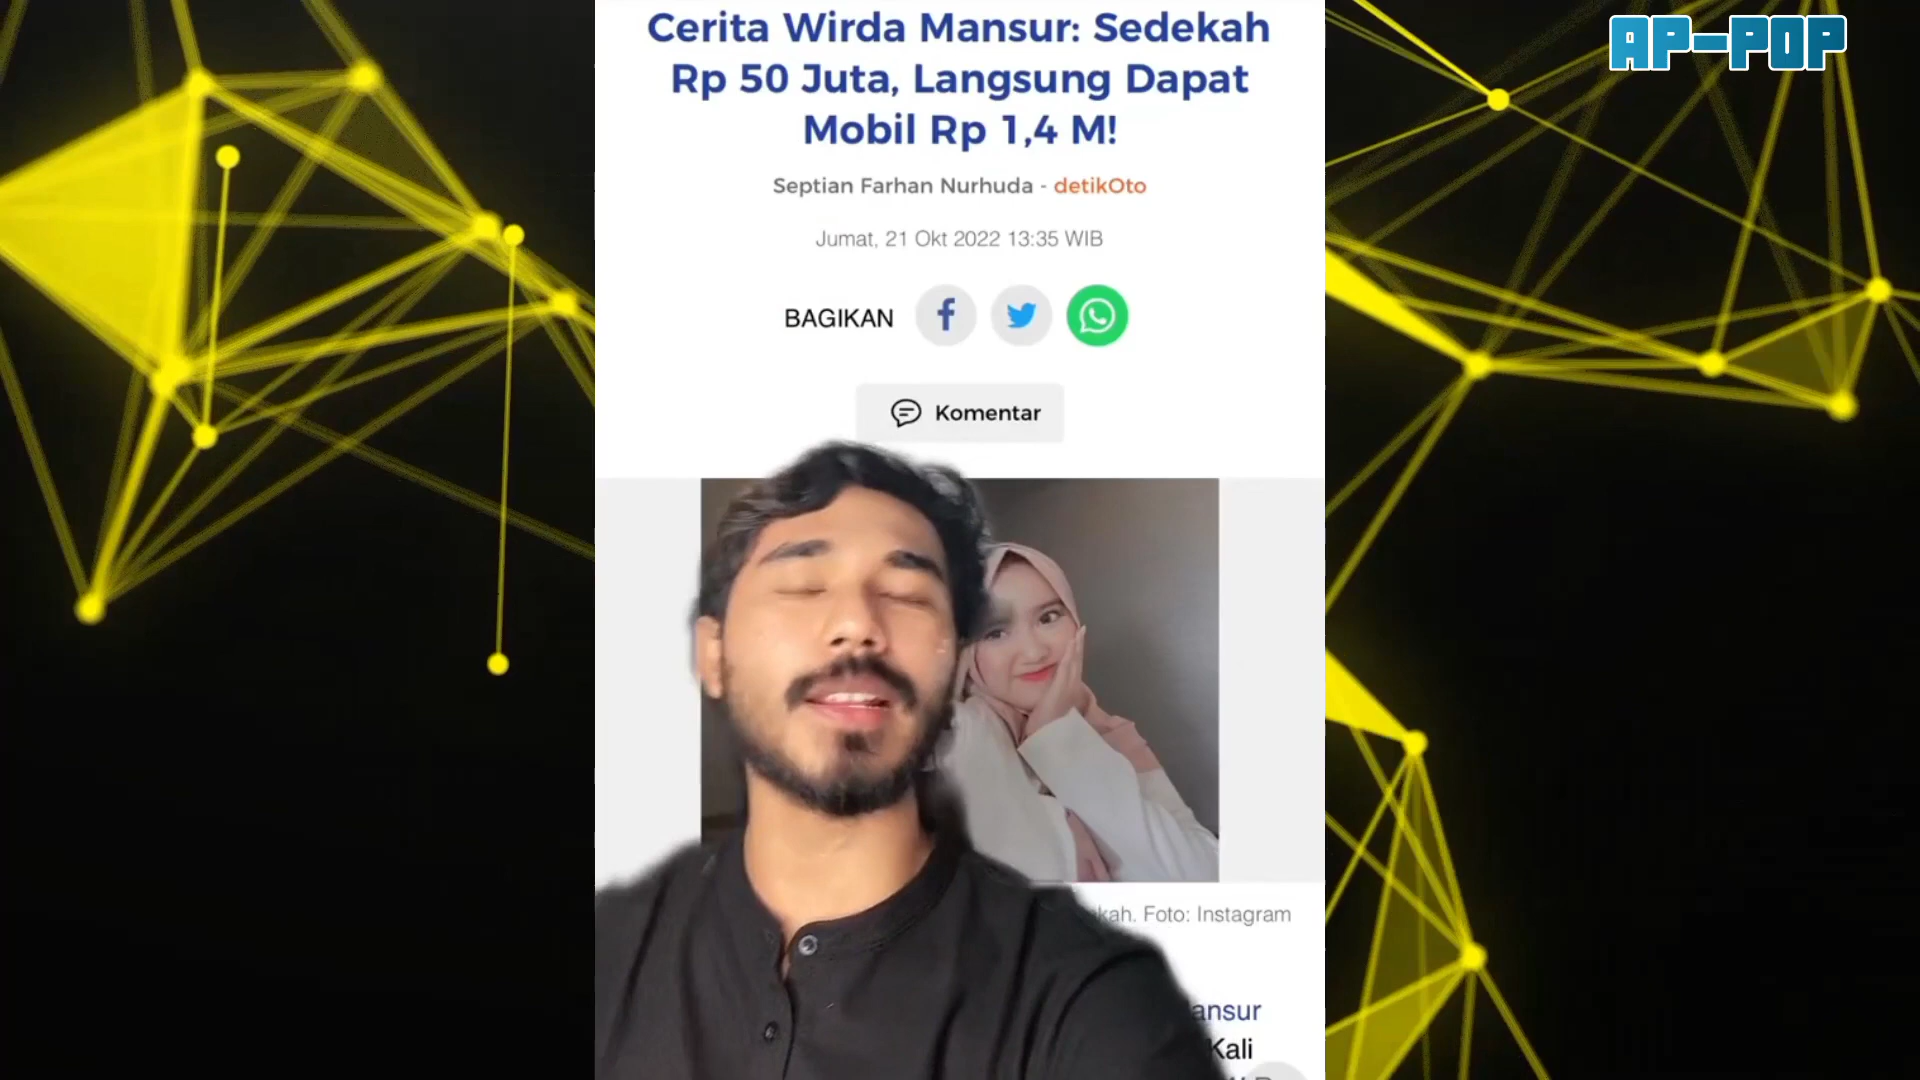 AP-POP
Cerita Wirda Mansur: Sedekah
Rp 50 Juta, Langsung Dapat
Mobil Rp 1,4 M!
Septian Farhan Nurhuda - detikOto
Jumat, 21 Okt 2022 13:35 WIB
BAGIKAN
Komentar
Foto: Instagram
Kali